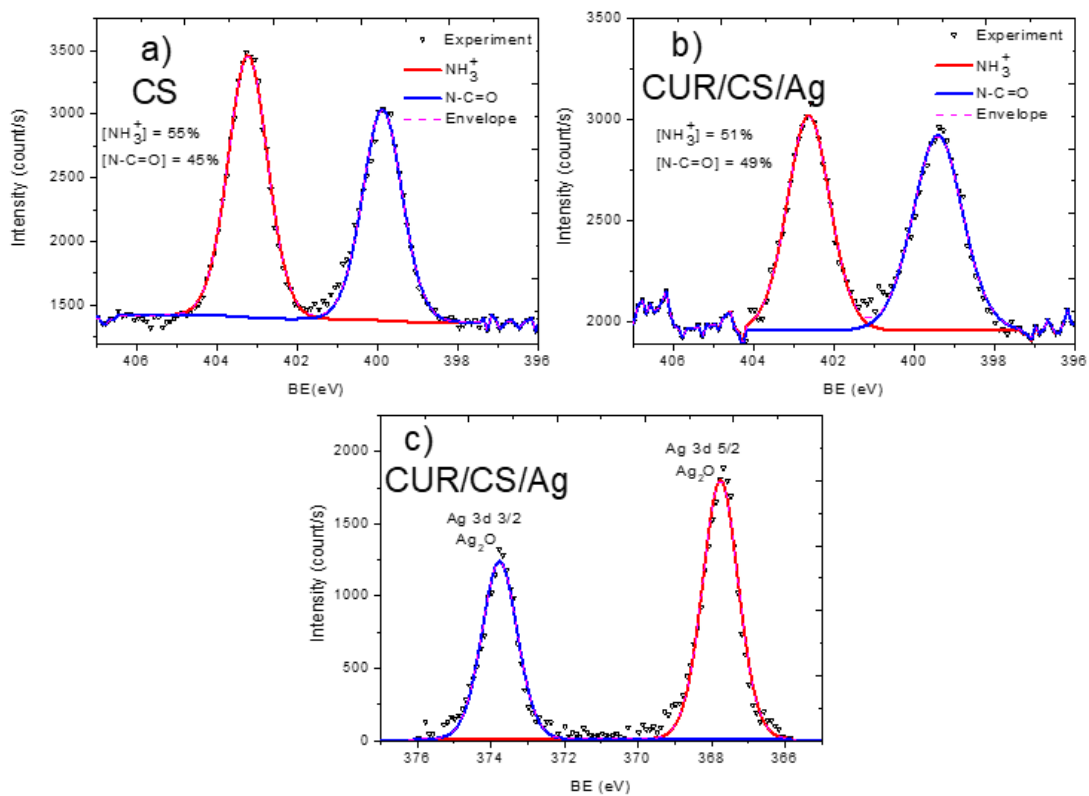 a)
CS
Experiment
NH₃⁺
N-C=O
Envelope
[NH₃⁺] = 55%
[N-C=O] = 45%
3500
3000
2500
2000
1500
Intensity (count/s)
406 404 402 400 398 396
BE(eV)
b)
CUR/CS/Ag
Experiment
NH₃⁺
N-C=O
Envelope
[NH₃⁺] = 51%
[N-C=O] = 49%
3500
3000
2500
2000
Intensity (count/s)
406 404 402 400 398 396
BE (eV)
c)
CUR/CS/Ag
Ag 3d 5/2
Ag₂O
Ag 3d 3/2
Ag₂O
2000
1500
1000
500
0
Intensity (count/s)
376 374 372 370 368 366
BE (eV)